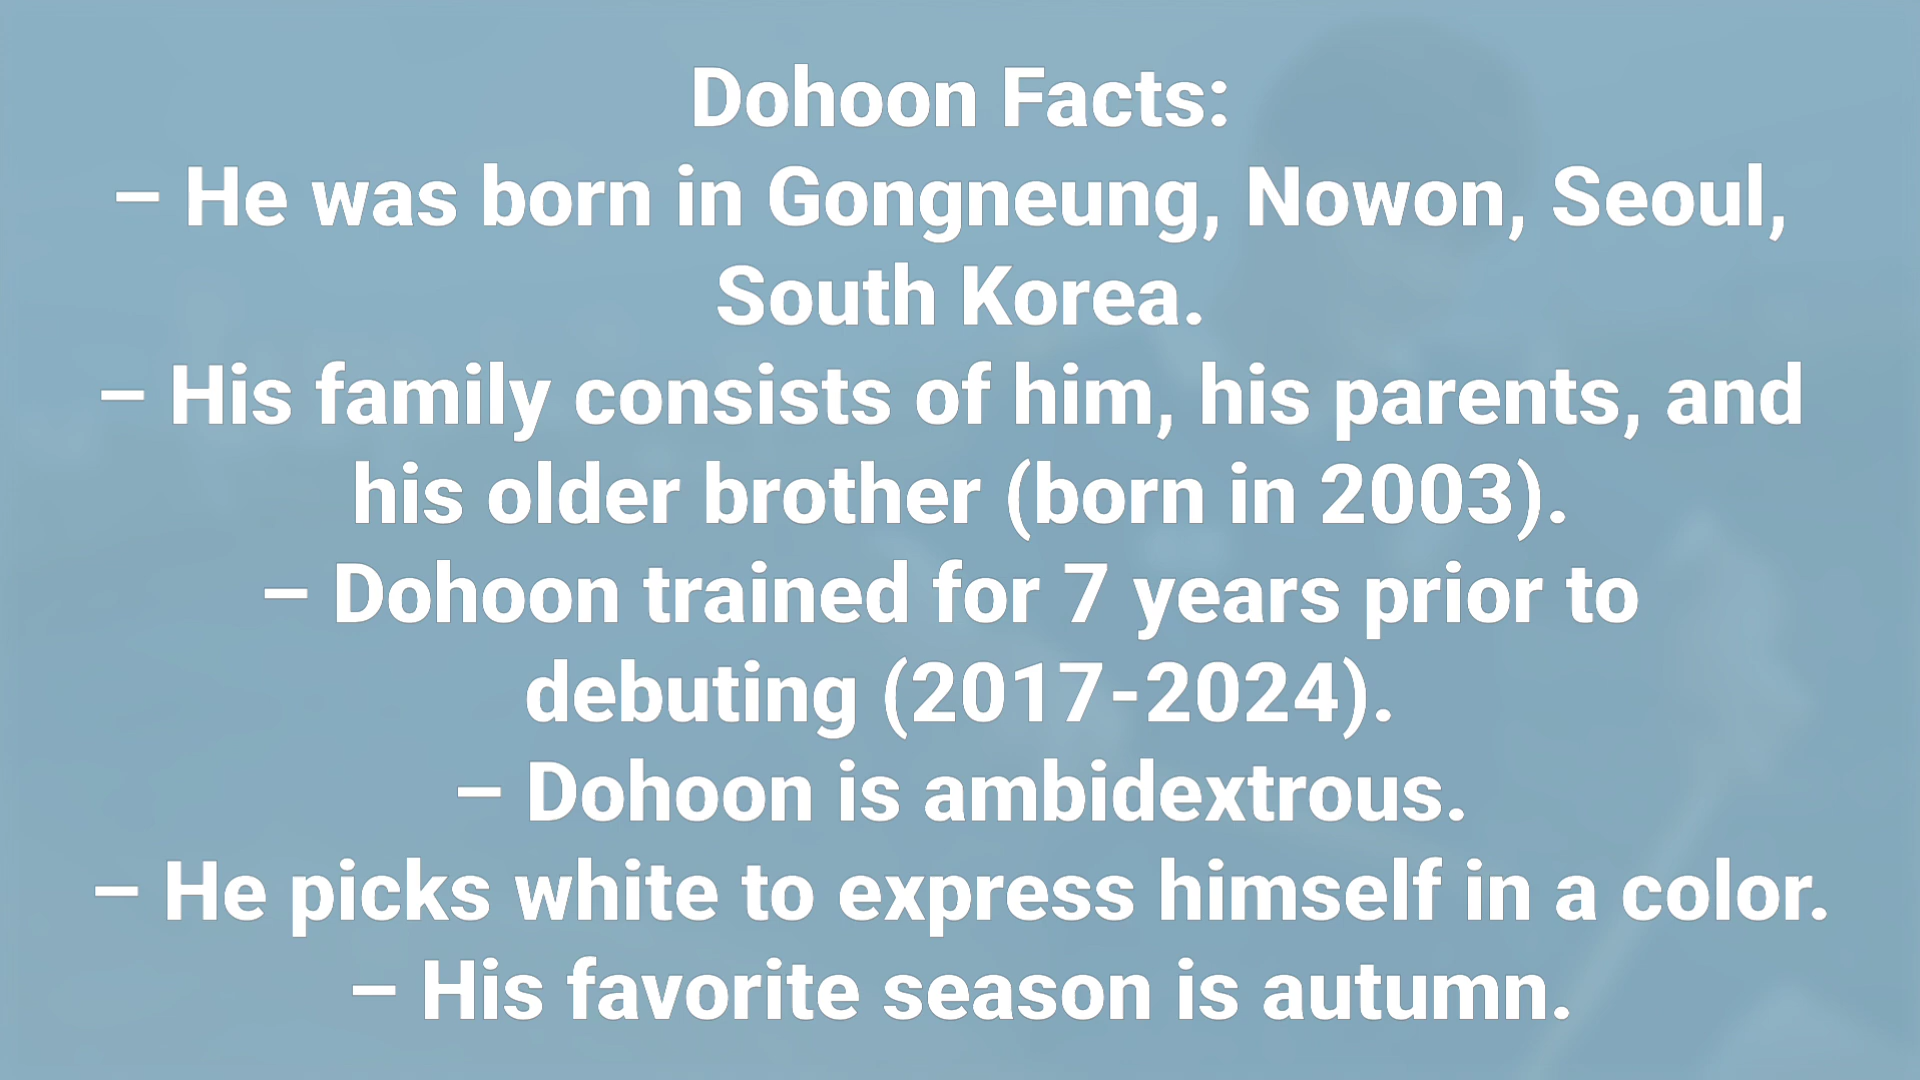 Dohoon Facts:
– He was born in Gongneung, Nowon, Seoul,
South Korea.
– His family consists of him, his parents, and
his older brother (born in 2003).
– Dohoon trained for 7 years prior to
debuting (2017-2024).
– Dohoon is ambidextrous.
– He picks white to express himself in a color.
– His favorite season is autumn.